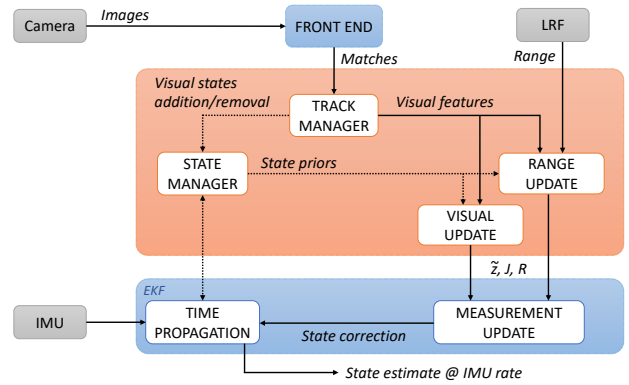 Camera
Images
FRONT END
LRF
Matches
Range
Visual states
addition/removal
TRACK
MANAGER
Visual features
STATE
MANAGER
State priors
RANGE
UPDATE
VISUAL
UPDATE
z̃, J, R
EKF
IMU
TIME
PROPAGATION
State correction
MEASUREMENT
UPDATE
State estimate @ IMU rate